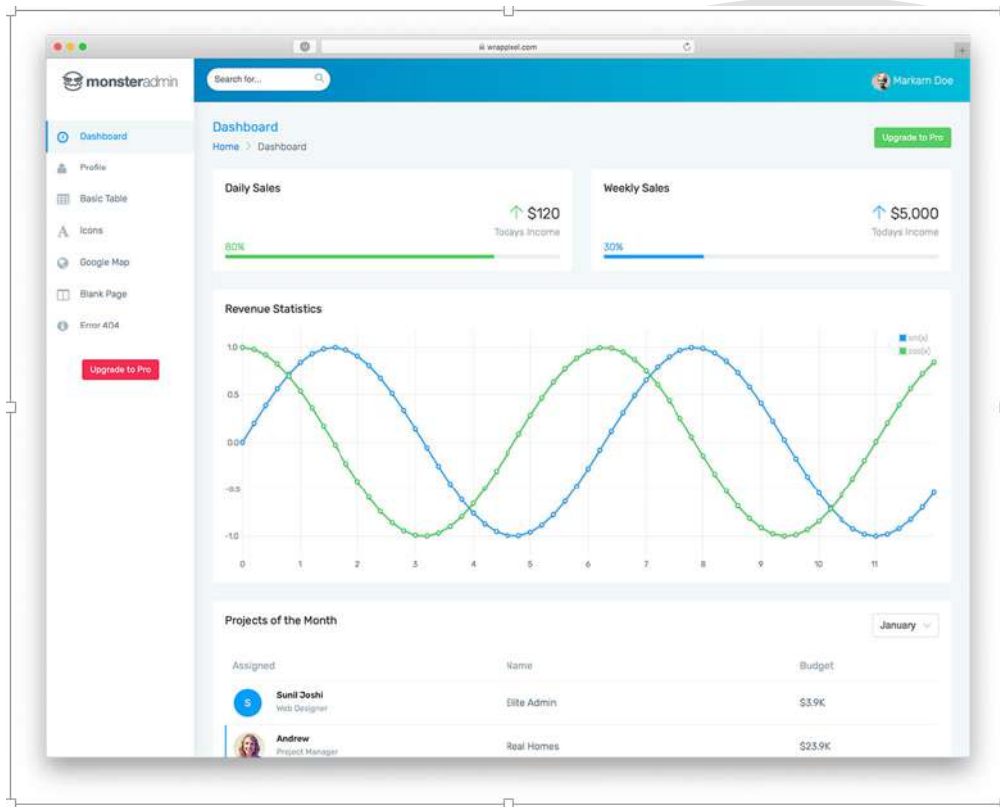 wrappixel.com
monsteradmin
Search for...
Markarn Doe
Dashboard
Profile
Basic Table
Icons
Google Map
Blank Page
Error 404
Upgrade to Pro
Dashboard
Home > Dashboard
Upgrade to Pro
Daily Sales
$120
Todays Income
80%
Weekly Sales
$5,000
Todays Income
30%
Revenue Statistics
sin(x)
cos(x)
1.0
0.5
0.0
-0.5
-1.0
0 1 2 3 4 5 6 7 8 9 10 11
Projects of the Month
January
Assigned Name Budget
S Sunil Joshi
Web Designer
Elite Admin $3.9K
Andrew
Project Manager
Real Homes $23.9K